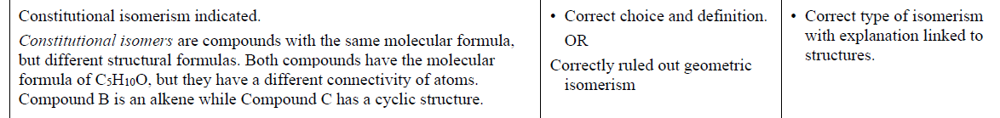 Constitutional isomerism indicated.
Constitutional isomers are compounds with the same molecular formula,
but different structural formulas. Both compounds have the molecular
formula of C₅H₁₀O, but they have a different connectivity of atoms.
Compound B is an alkene while Compound C has a cyclic structure.
• Correct choice and definition.
OR
Correctly ruled out geometric
isomerism
• Correct type of isomerism
with explanation linked to
structures.